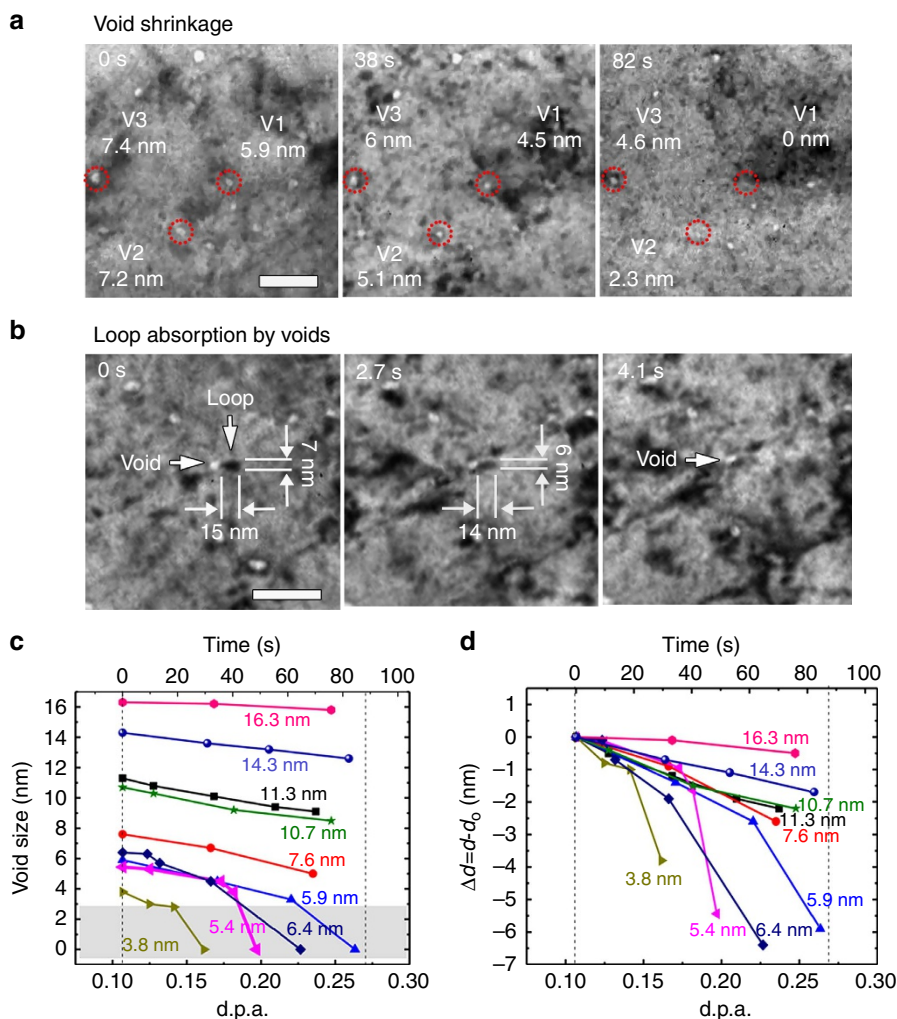 a
Void shrinkage
0 s
V3
7.4 nm
V1
5.9 nm
V2
7.2 nm
38 s
V3
6 nm
V1
4.5 nm
V2
5.1 nm
82 s
V3
4.6 nm
V1
0 nm
V2
2.3 nm
b
Loop absorption by voids
0 s
Loop
Void
7 nm
15 nm
2.7 s
6 nm
14 nm
4.1 s
Void
c
Time (s)
0 20 40 60 80 100
Void size (nm)
16
14
12
10
8
6
4
2
0
16.3 nm
14.3 nm
11.3 nm
10.7 nm
7.6 nm
5.9 nm
5.4 nm
6.4 nm
3.8 nm
0.10 0.15 0.20 0.25 0.30
d.p.a.
d
Time (s)
0 20 40 60 80 100
Δd=d-do (nm)
1
0
–1
–2
–3
–4
–5
–6
–7
16.3 nm
14.3 nm
10.7 nm
11.3 nm
7.6 nm
3.8 nm
5.9 nm
5.4 nm
6.4 nm
0.10 0.15 0.20 0.25 0.30
d.p.a.